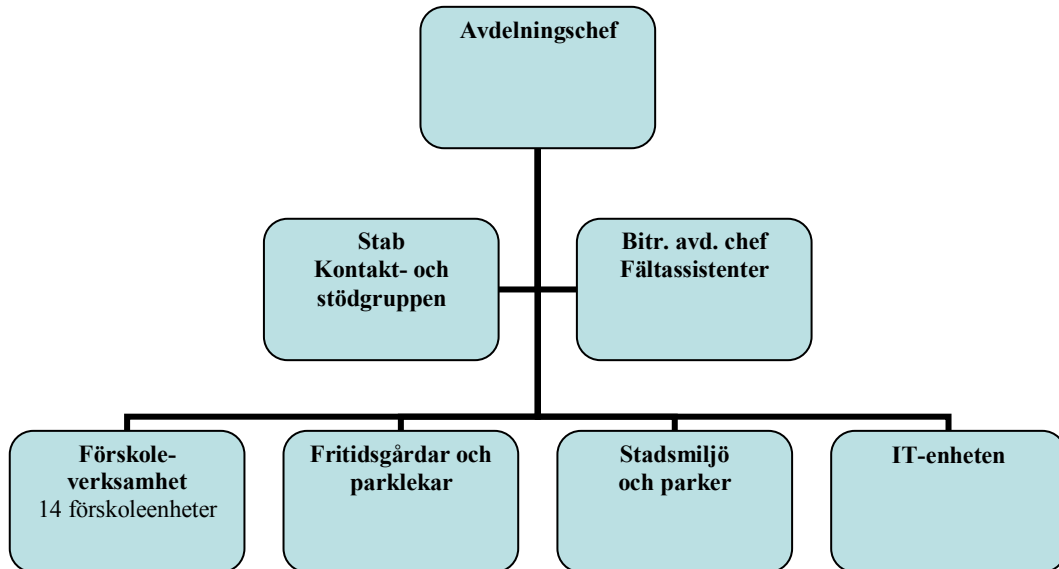 Avdelningschef
Stab
Kontakt- och
stödgruppen
Bitr. avd. chef
Fältassistenter
Förskole-
verksamhet
14 förskoleenheter
Fritidsgårdar och
parklekar
Stadsmiljö
och parker
IT-enheten